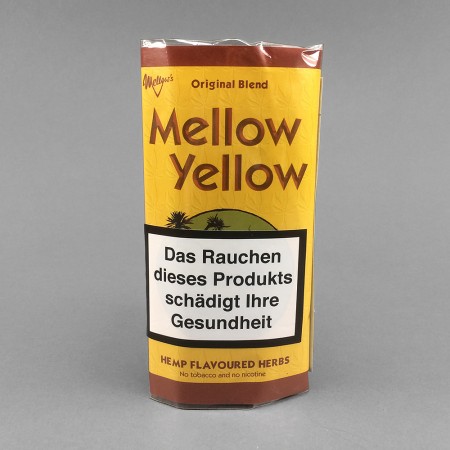 Mellow's
Original Blend
Mellow
Yellow
Das Rauchen
dieses Produkts
schädigt Ihre
Gesundheit
HEMP FLAVOURED HERBS
No tobacco and no nicotine